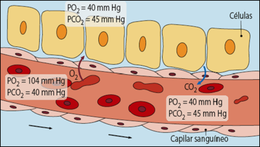 PO₂ = 40 mm Hg
PCO₂ = 45 mm Hg
Células
O₂
PO₂ = 104 mm Hg
PCO₂ = 40 mm Hg
CO₂
PO₂ = 40 mm Hg
PCO₂ = 45 mm Hg
Capilar sanguíneo